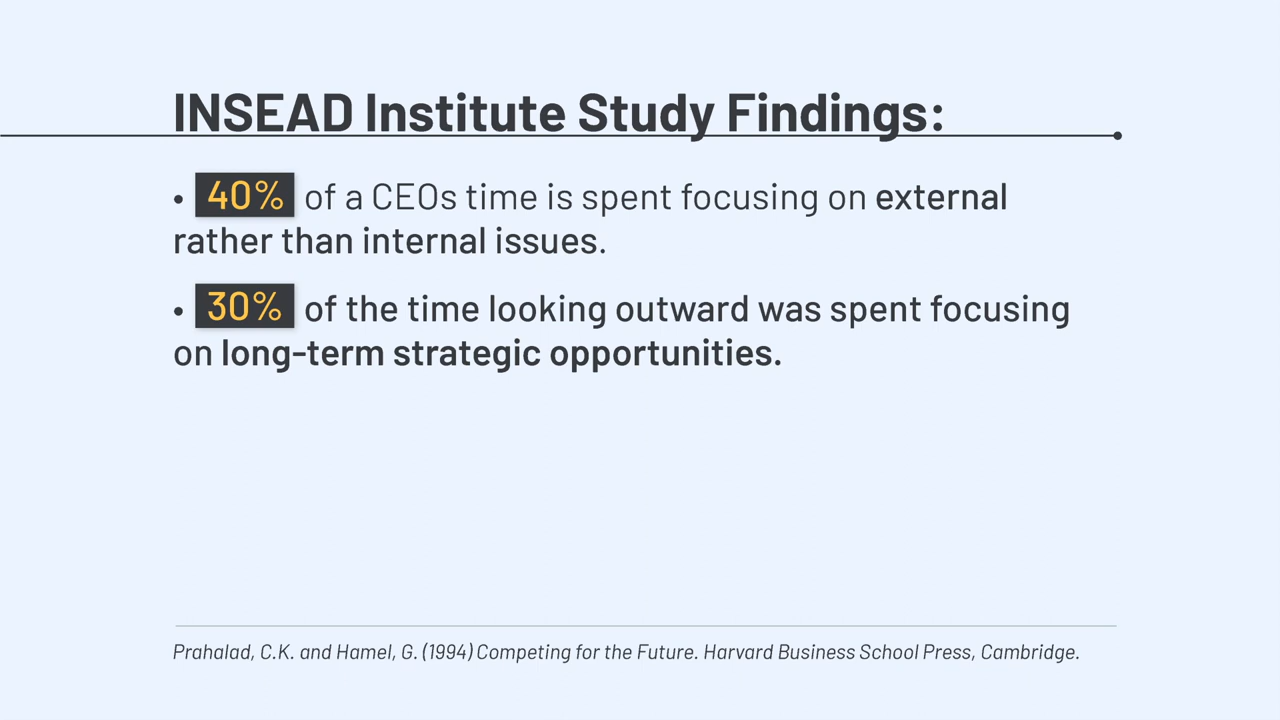 INSEAD Institute Study Findings:
• 40% of a CEOs time is spent focusing on external
rather than internal issues.
• 30% of the time looking outward was spent focusing
on long-term strategic opportunities.
Prahalad, C.K. and Hamel, G. (1994) Competing for the Future. Harvard Business School Press, Cambridge.